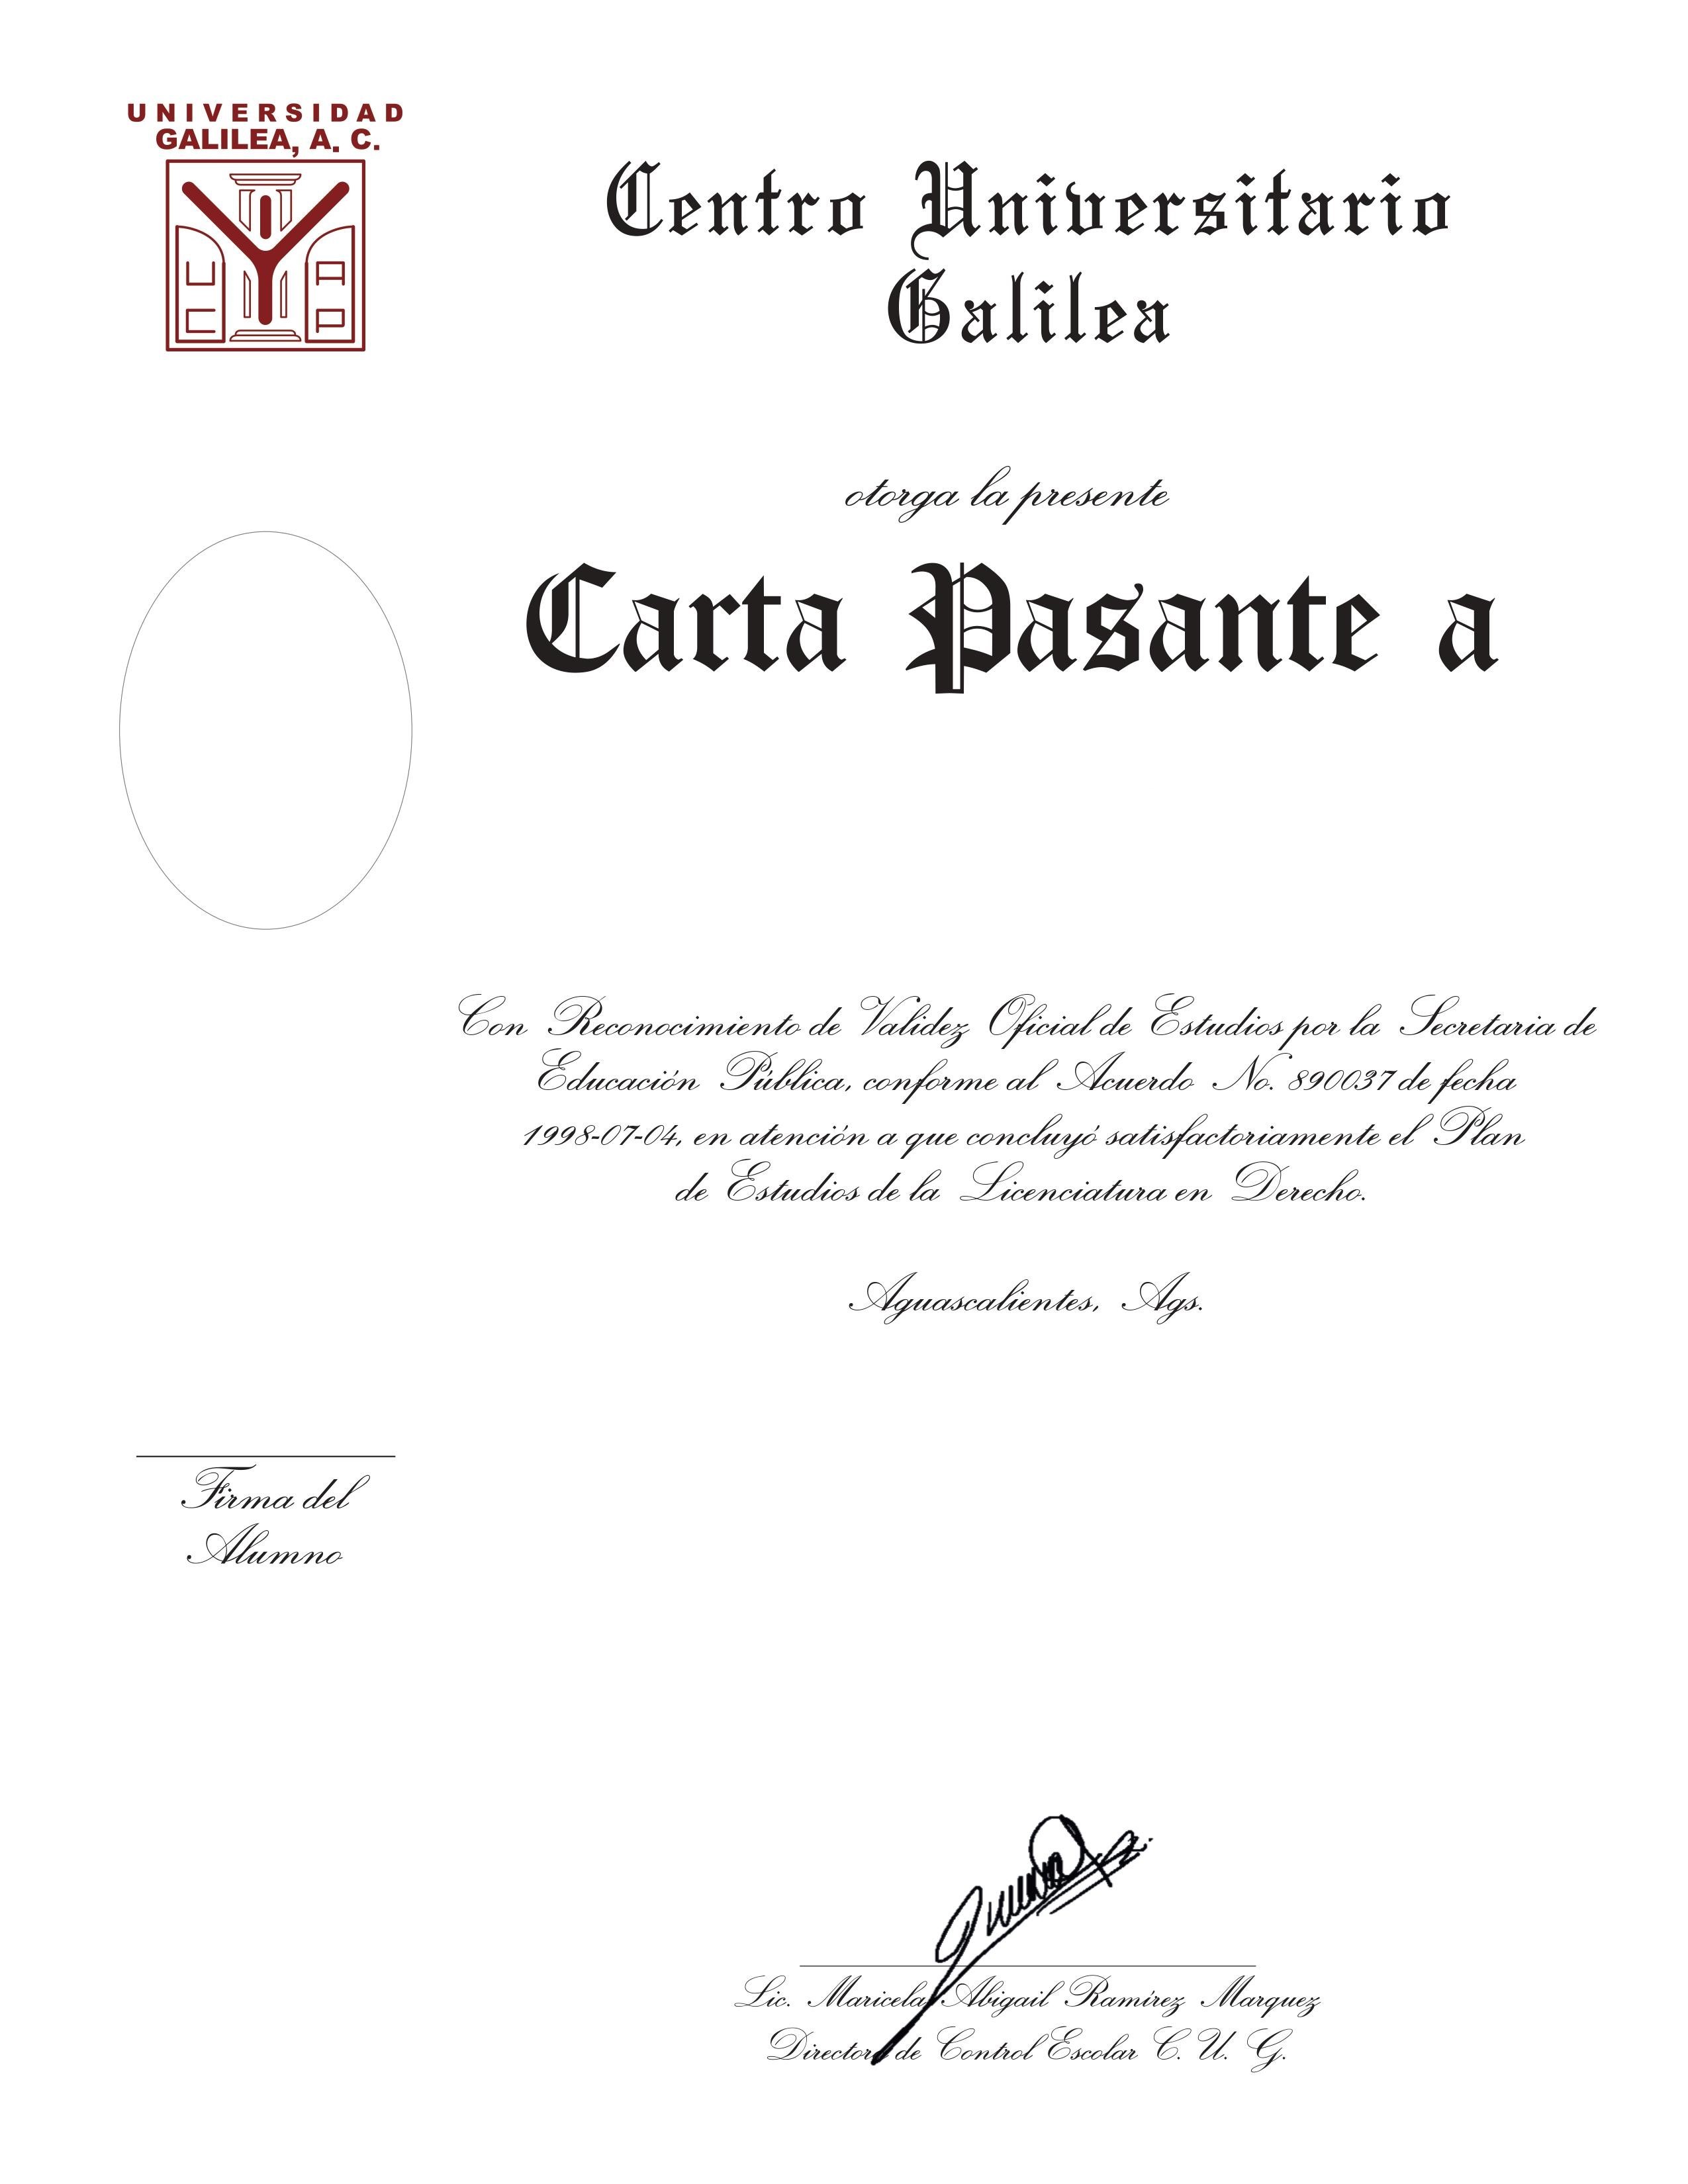 UNIVERSIDAD
GALILEA, A. C.
UC AP
Centro Universitario
Galilea
otorga la presente
Carta Pasante a
Con Reconocimiento de Validez Oficial de Estudios por la Secretaria de
Educación Pública, conforme al Acuerdo No. 890037 de fecha
1998-07-04, en atención a que concluyó satisfactoriamente el Plan
de Estudios de la Licenciatura en Derecho.
Aguascalientes, Ags.
Firma del
Alumno
Lic. Maricela Abigail Ramírez Marquez
Directora de Control Escolar C. U. G.